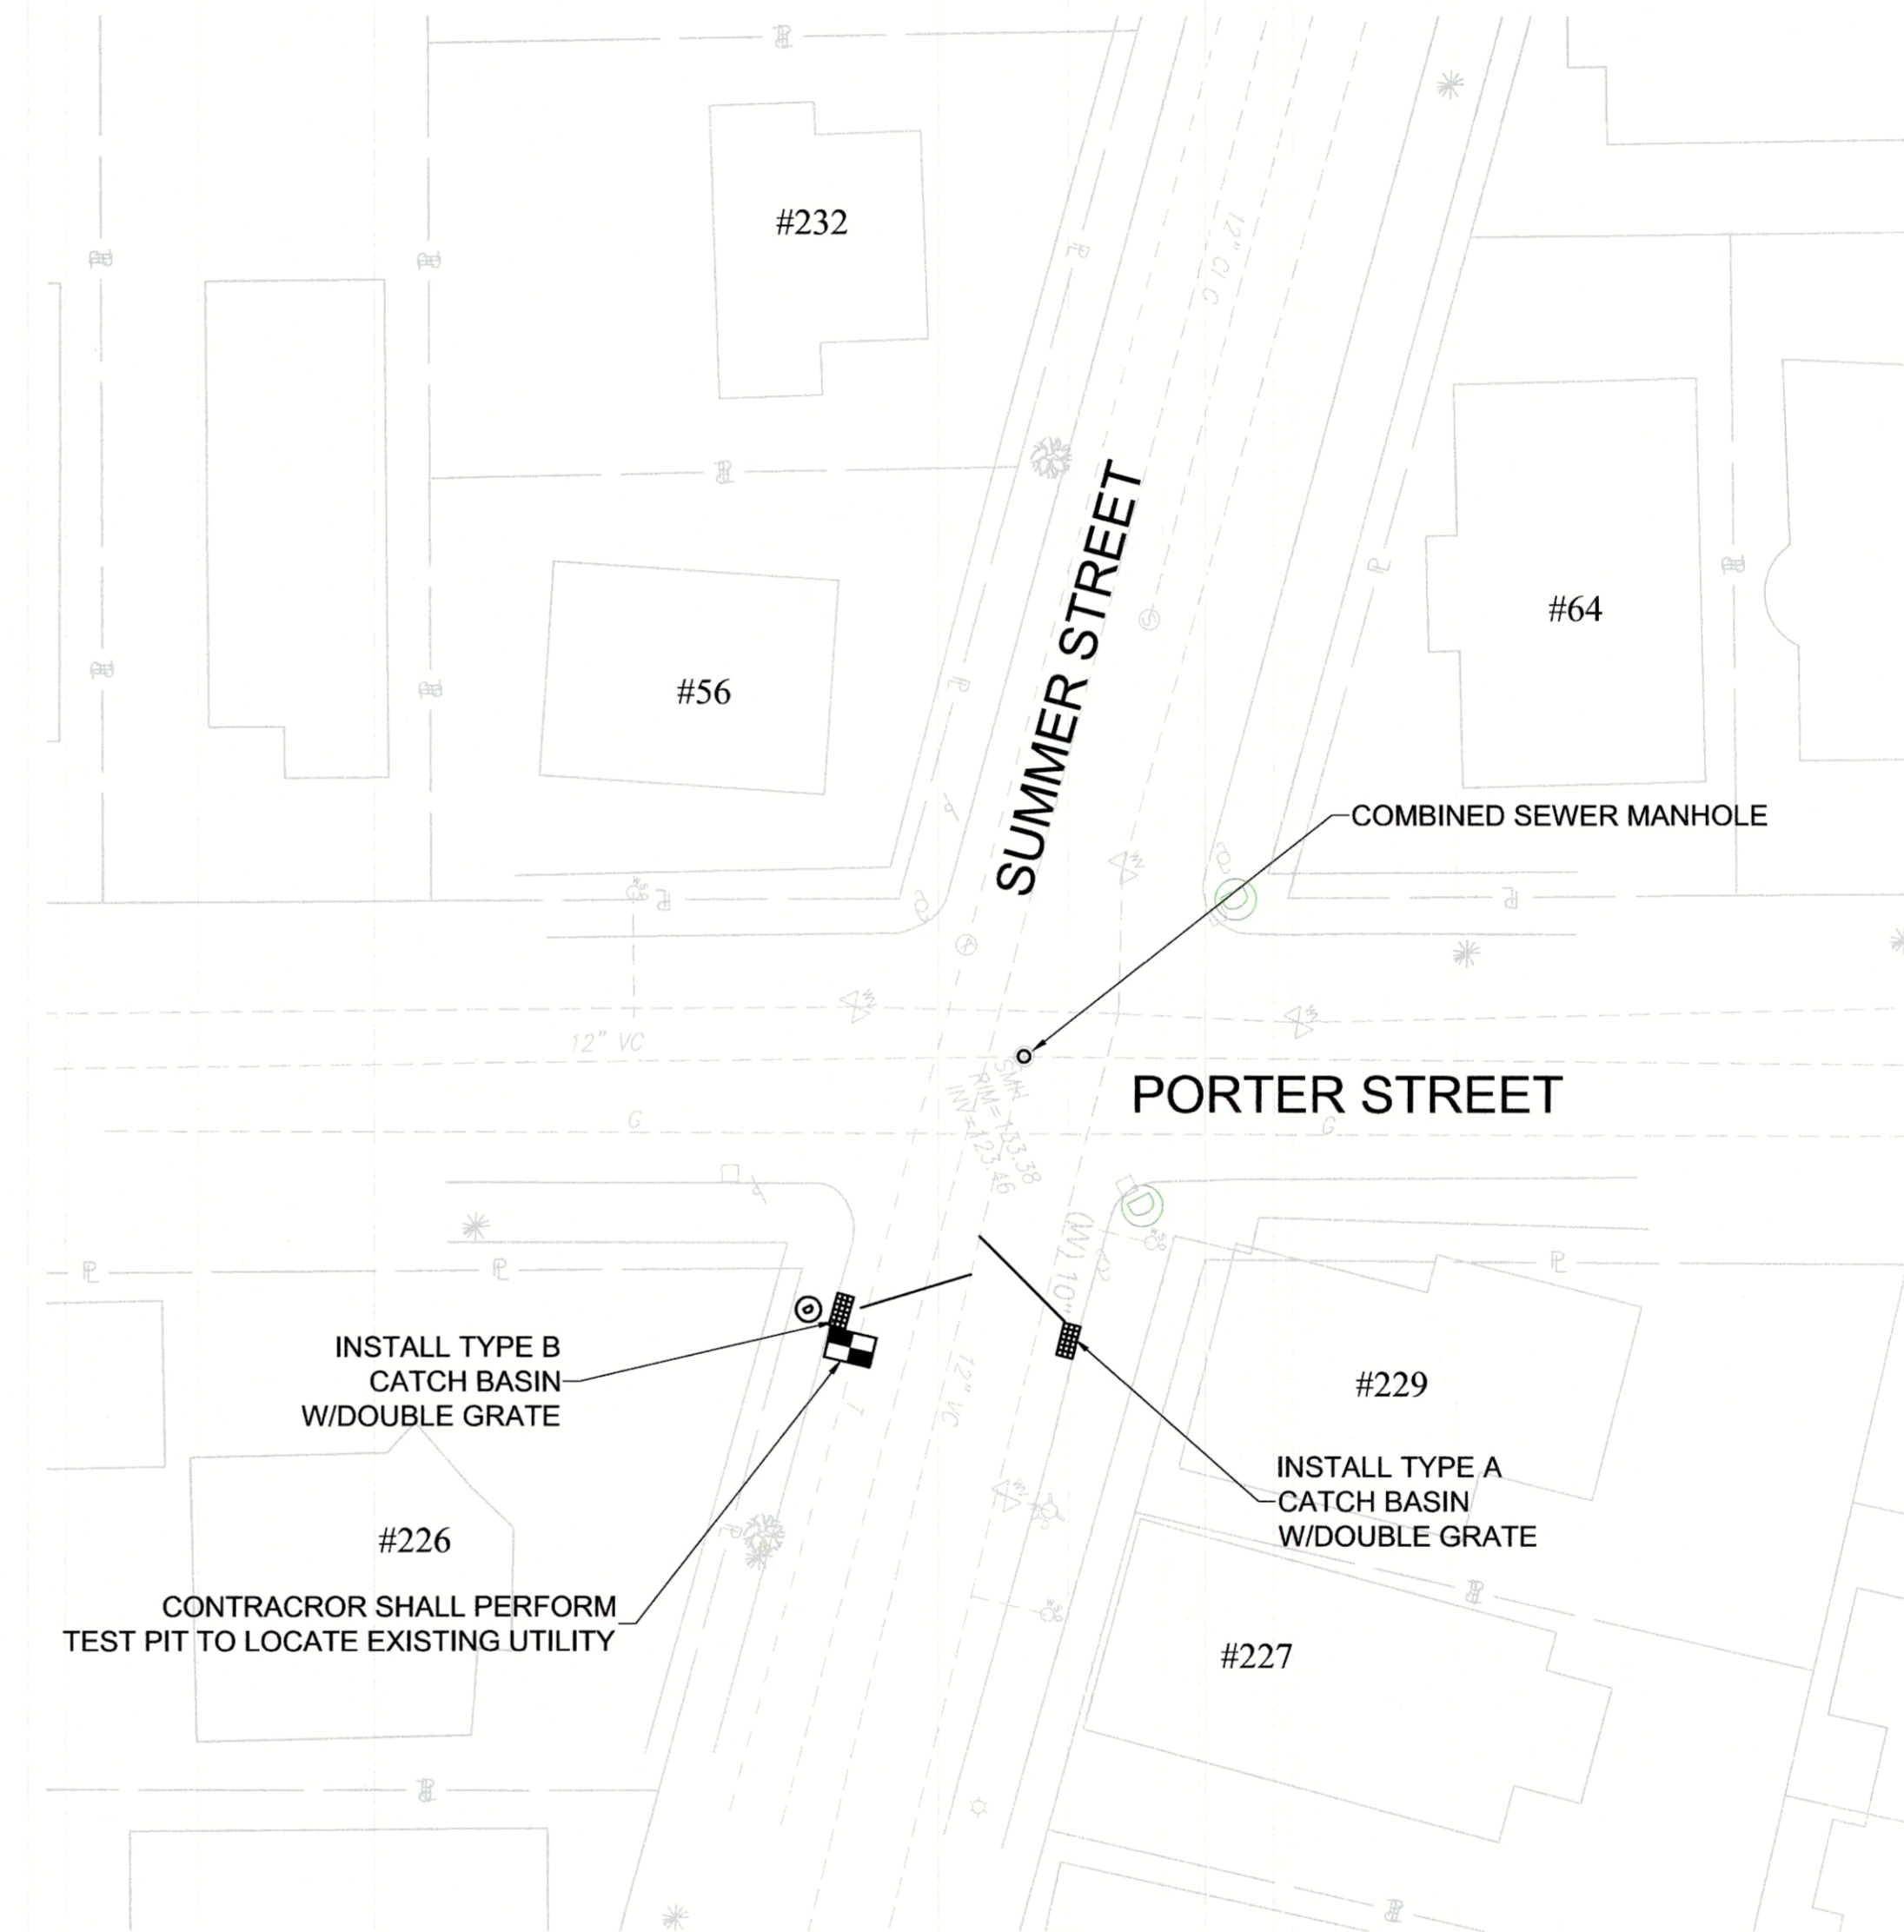 #232
12" CI G
SUMMER STREET
#64
#56
COMBINED SEWER MANHOLE
12" VC
PORTER STREET
SMH
RIM=133.38
INV=123.46
G
G
(W) 10"
INSTALL TYPE B
CATCH BASIN
W/DOUBLE GRATE
#229
12" VC
T
INSTALL TYPE A
CATCH BASIN
W/DOUBLE GRATE
#226
CONTRACROR SHALL PERFORM
TEST PIT TO LOCATE EXISTING UTILITY
#227